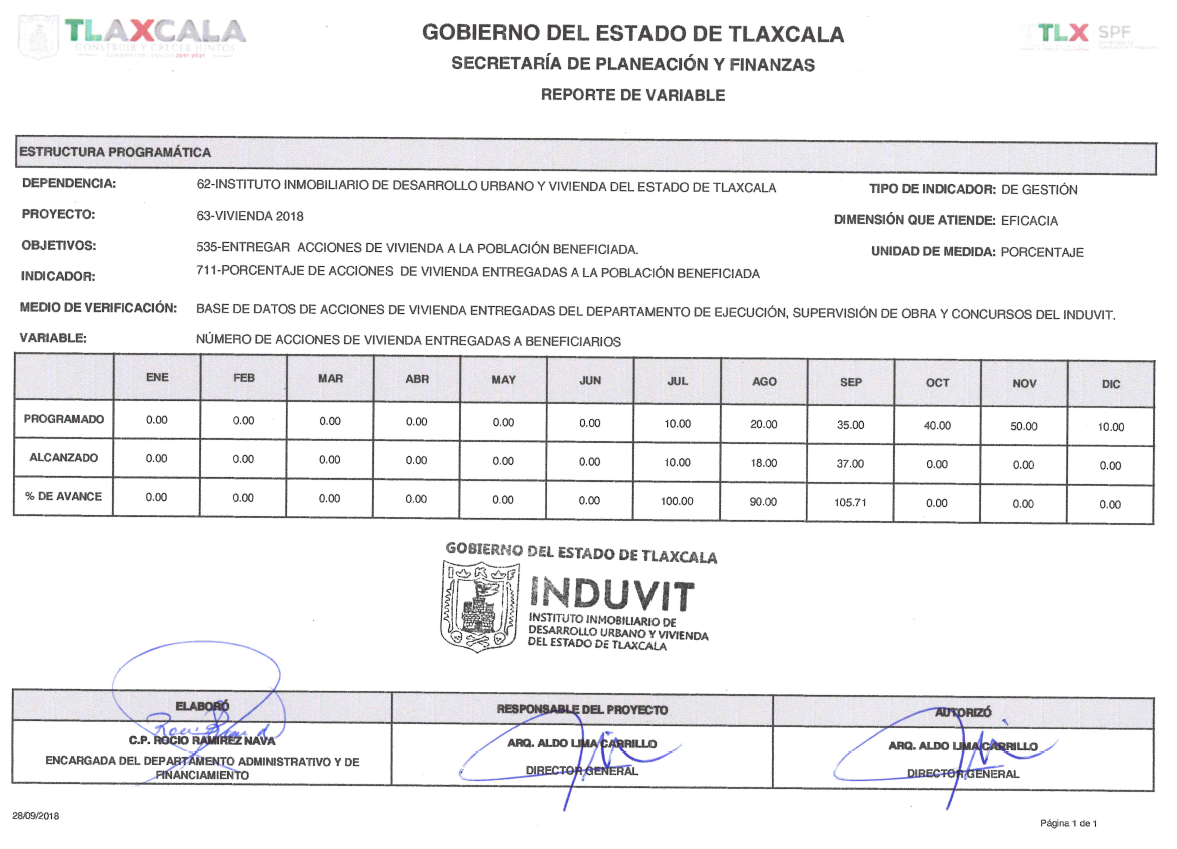 TLAXCALA
CONSTRUIR Y CRECER JUNTOS
GOBIERNO DEL ESTADO 2017-2021
GOBIERNO DEL ESTADO DE TLAXCALA
SECRETARÍA DE PLANEACIÓN Y FINANZAS
REPORTE DE VARIABLE
TLX SPF
ESTRUCTURA PROGRAMÁTICA
DEPENDENCIA: 62-INSTITUTO INMOBILIARIO DE DESARROLLO URBANO Y VIVIENDA DEL ESTADO DE TLAXCALA TIPO DE INDICADOR: DE GESTIÓN
PROYECTO: 63-VIVIENDA 2018 DIMENSIÓN QUE ATIENDE: EFICACIA
OBJETIVOS: 535-ENTREGAR ACCIONES DE VIVIENDA A LA POBLACIÓN BENEFICIADA. UNIDAD DE MEDIDA: PORCENTAJE
INDICADOR: 711-PORCENTAJE DE ACCIONES DE VIVIENDA ENTREGADAS A LA POBLACIÓN BENEFICIADA
MEDIO DE VERIFICACIÓN: BASE DE DATOS DE ACCIONES DE VIVIENDA ENTREGADAS DEL DEPARTAMENTO DE EJECUCIÓN, SUPERVISIÓN DE OBRA Y CONCURSOS DEL INDUVIT.
VARIABLE: NÚMERO DE ACCIONES DE VIVIENDA ENTREGADAS A BENEFICIARIOS
ENE FEB MAR ABR MAY JUN JUL AGO SEP OCT NOV DIC
PROGRAMADO 0.00 0.00 0.00 0.00 0.00 0.00 10.00 20.00 35.00 40.00 50.00 10.00
ALCANZADO 0.00 0.00 0.00 0.00 0.00 0.00 10.00 18.00 37.00 0.00 0.00 0.00
% DE AVANCE 0.00 0.00 0.00 0.00 0.00 0.00 100.00 90.00 105.71 0.00 0.00 0.00
GOBIERNO DEL ESTADO DE TLAXCALA
INDUVIT
INSTITUTO INMOBILIARIO DE
DESARROLLO URBANO Y VIVIENDA
DEL ESTADO DE TLAXCALA
ELABORÓ RESPONSABLE DEL PROYECTO AUTORIZÓ
C.P. ROCIO RAMIREZ NAVA ARQ. ALDO LIMA CARRILLO ARQ. ALDO LIMA CARRILLO
ENCARGADA DEL DEPARTAMENTO ADMINISTRATIVO Y DE
FINANCIAMIENTO DIRECTOR GENERAL DIRECTOR GENERAL
28/09/2018 Página 1 de 1